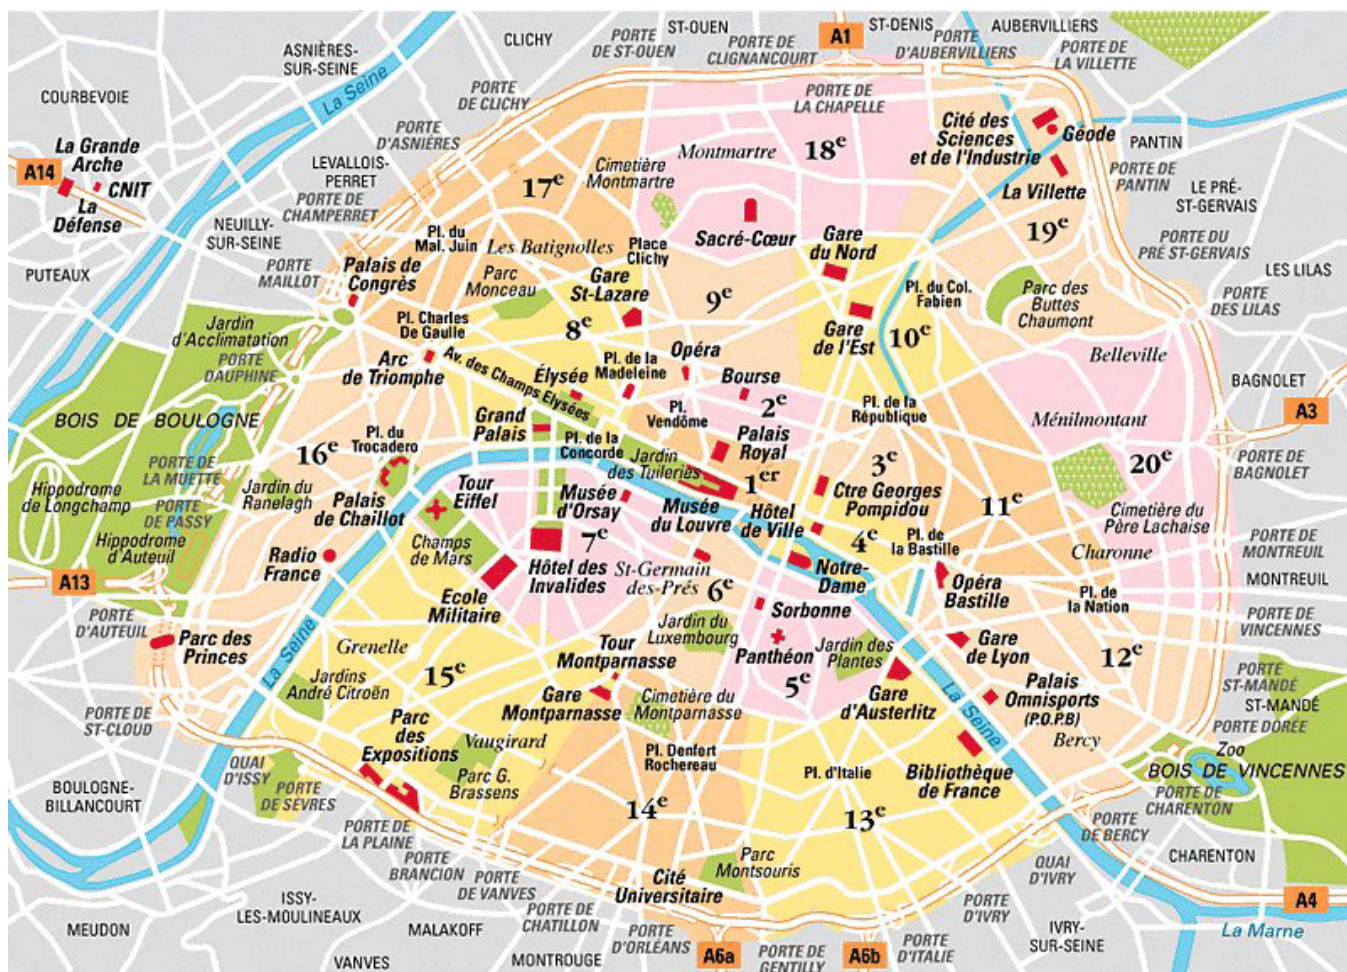 ST-OUEN
ST-DENIS
AUBERVILLIERS
CLICHY
PORTE
DE ST-OUEN
PORTE DE
CLIGNANCOURT
A1
PORTE
D'AUBERVILLIERS
PORTE DE
LA VILLETTE
ASNIÈRES-
SUR-SEINE
La Seine
COURBEVOIE
PORTE
DE CLICHY
PORTE DE
LA CHAPELLE
Cité des
Sciences
et de l'Industrie
Géode
PANTIN
PORTE
D'ASNIÈRES
La Grande
Arche
A14
CNIT
La
Défense
LEVALLOIS-
PERRET
PORTE DE
CHAMPERRET
17e
Cimetière
Montmartre
Montmartre
18e
La Villette
PORTE DE
PANTIN
LE PRÉ-
ST-GERVAIS
NEUILLY-
SUR-SEINE
Pl. du
Mal. Juin
Les Batignolles
Place
Clichy
Sacré-Cœur
Gare
du Nord
19e
PORTE DU
PRÉ ST-GERVAIS
PUTEAUX
PORTE
MAILLOT
Palais de
Congrès
Parc
Monceau
Gare
St-Lazare
9e
Pl. du Col.
Fabien
Parc des
Buttes
Chaumont
LES LILAS
PORTE
DES LILAS
Jardin
d'Acclimatation
Pl. Charles
De Gaulle
8e
Gare
de l'Est
10e
PORTE
DAUPHINE
Arc
de Triomphe
Av. des Champs Elysées
Élysée
Pl. de la
Madeleine
Opéra
Bourse
Belleville
BAGNOLET
A3
BOIS DE BOULOGNE
Grand
Palais
Pl.
Vendôme
2e
Pl. de la
République
Ménilmontant
16e
Pl. du
Trocadero
Pl. de la
Concorde
Jardin
des Tuileries
Palais
Royal
3e
20e
PORTE DE
BAGNOLET
PORTE DE
LA MUETTE
Hippodrome
de Longchamp
Jardin du
Ranelagh
Palais
de Chaillot
Tour
Eiffel
Musée
d'Orsay
Musée
du Louvre
1er
Hôtel
de Ville
Ctre Georges
Pompidou
11e
Cimetière du
Père Lachaise
PORTE
DE PASSY
Hippodrome
d'Auteuil
Radio
France
Champs
de Mars
7e
Hôtel des
Invalides
St-Germain
des-Prés
4e
Pl. de
la Bastille
Charonne
PORTE DE
MONTREUIL
A13
Ecole
Militaire
6e
Notre-
Dame
Opéra
Bastille
Pl. de
la Nation
MONTREUIL
PORTE
D'AUTEUIL
Parc des
Princes
La Seine
Grenelle
Tour
Montparnasse
Jardin du
Luxembourg
Sorbonne
Panthéon
Jardin des
Plantes
Gare
de Lyon
12e
PORTE DE
VINCENNES
Jardins
André Citroën
15e
Gare
Montparnasse
Cimetière du
Montparnasse
5e
Gare
d'Austerlitz
La Seine
Palais
Omnisports
(P.O.P.B)
PORTE
ST-MANDÉ
ST-MANDÉ
PORTE DE
ST-CLOUD
Parc
des
Expositions
Vaugirard
Pl. Denfert
Rochereau
Bercy
PORTE DORÉE
Zoo
QUAI
D'ISSY
PORTE
DE SÈVRES
Parc G.
Brassens
Pl. d'Italie
Bibliothèque
de France
BOIS DE VINCENNES
BOULOGNE-
BILLANCOURT
14e
13e
PORTE DE
CHARENTON
PORTE
DE BERCY
PORTE DE
LA PLAINE
PORTE
BRANCION
Parc
Montsouris
QUAI
D'IVRY
CHARENTON
PORTE
DE VANVES
Cité
Universitaire
ISSY-
LES-MOULINEAUX
PORTE DE
CHATILLON
PORTE
D'IVRY
A4
MEUDON
MALAKOFF
PORTE
D'ORLÉANS
PORTE
D'ITALIE
IVRY-
SUR-SEINE
La Marne
VANVES
MONTROUGE
A6a
PORTE DE
GENTILLY
A6b